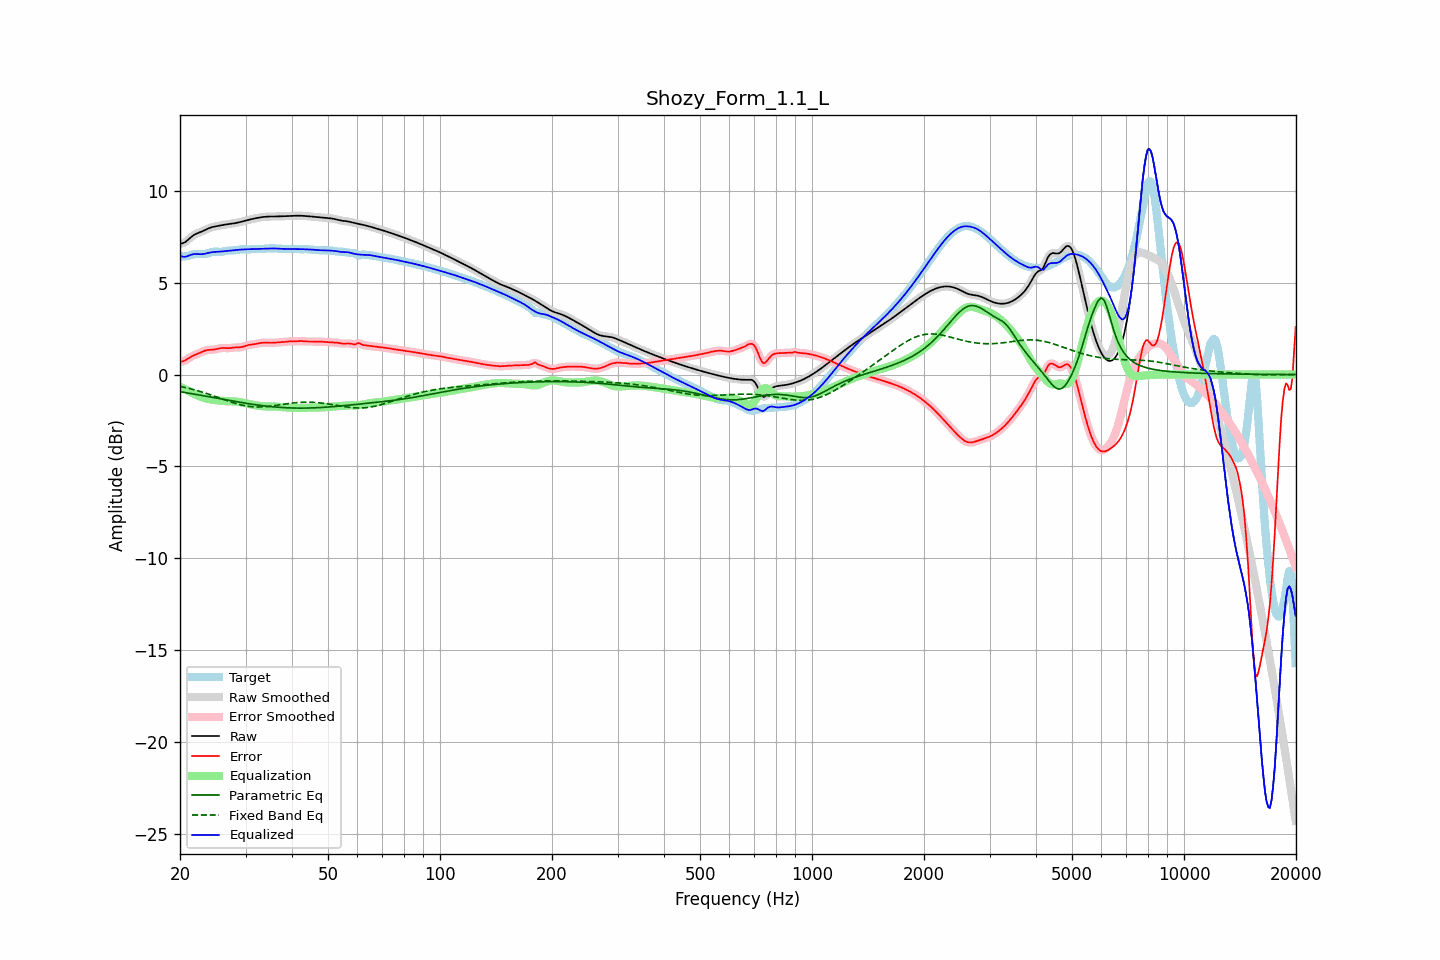 Shozy_Form_1.1_L
Amplitude (dBr)
10
5
0
−5
−10
−15
−20
−25
Target
Raw Smoothed
Error Smoothed
Raw
Error
Equalization
Parametric Eq
Fixed Band Eq
Equalized
20 50 100 200 500 1000 2000 5000 10000 20000
Frequency (Hz)